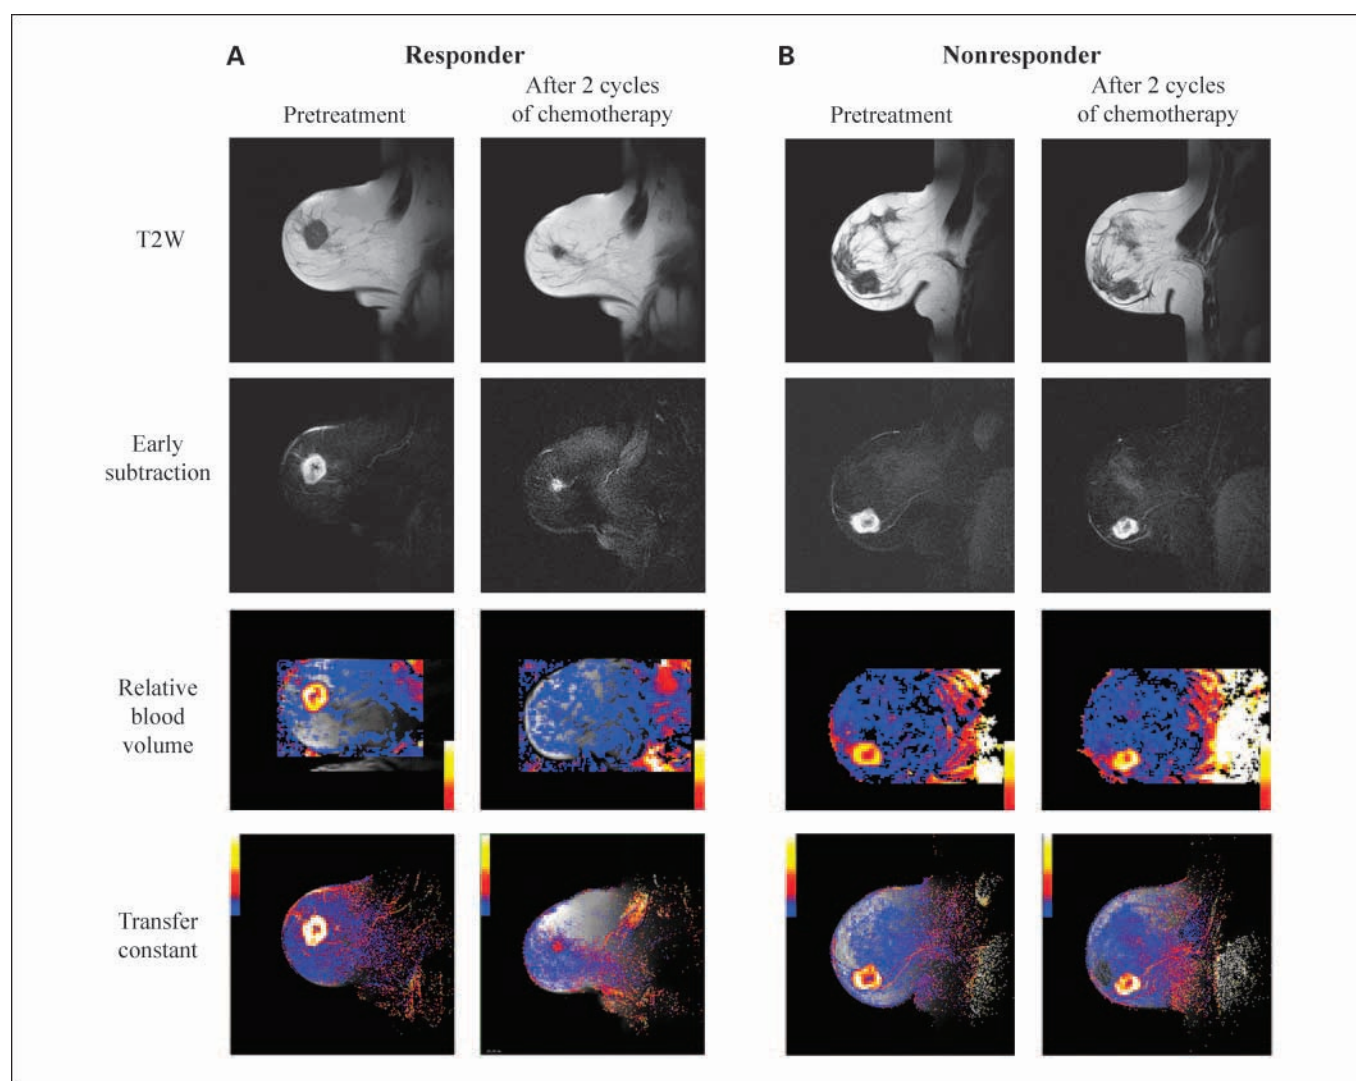 A
Responder
B
Nonresponder
Pretreatment
After 2 cycles
of chemotherapy
Pretreatment
After 2 cycles
of chemotherapy
T2W
Early
subtraction
Relative
blood
volume
Transfer
constant